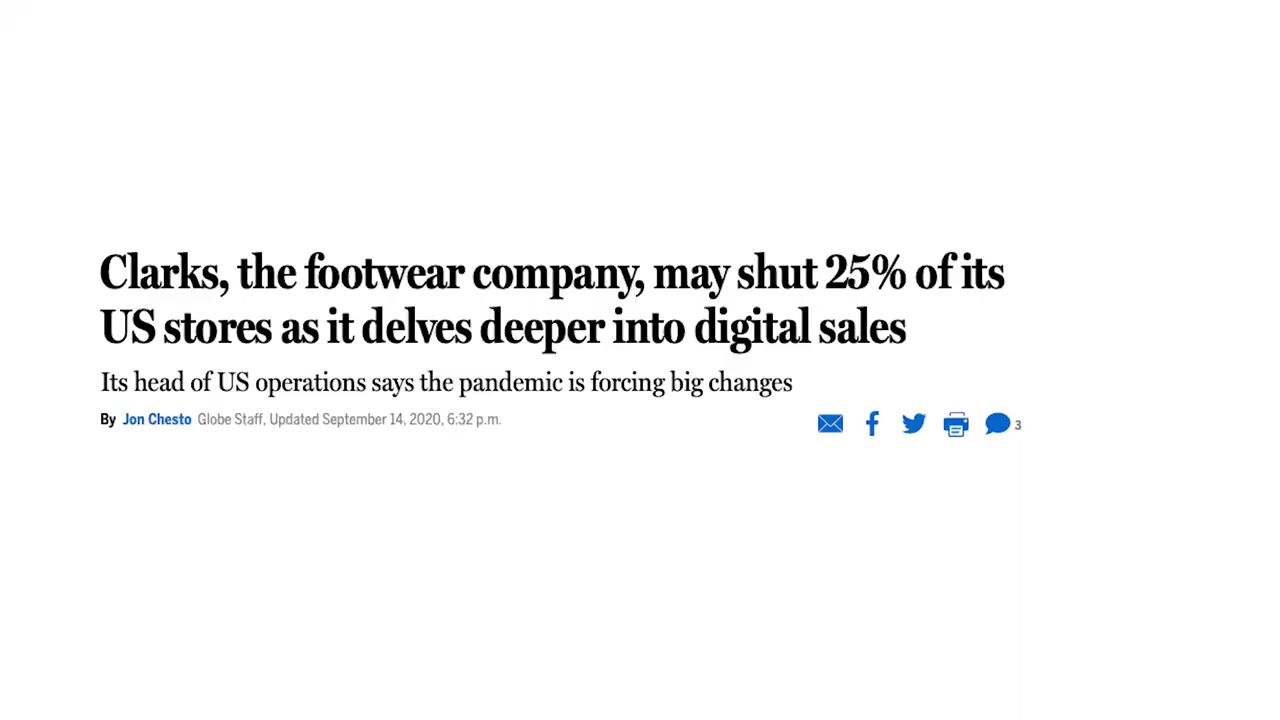 Clarks, the footwear company, may shut 25% of its
US stores as it delves deeper into digital sales
Its head of US operations says the pandemic is forcing big changes
By Jon Chesto Globe Staff, Updated September 14, 2020, 6:32 p.m.
3